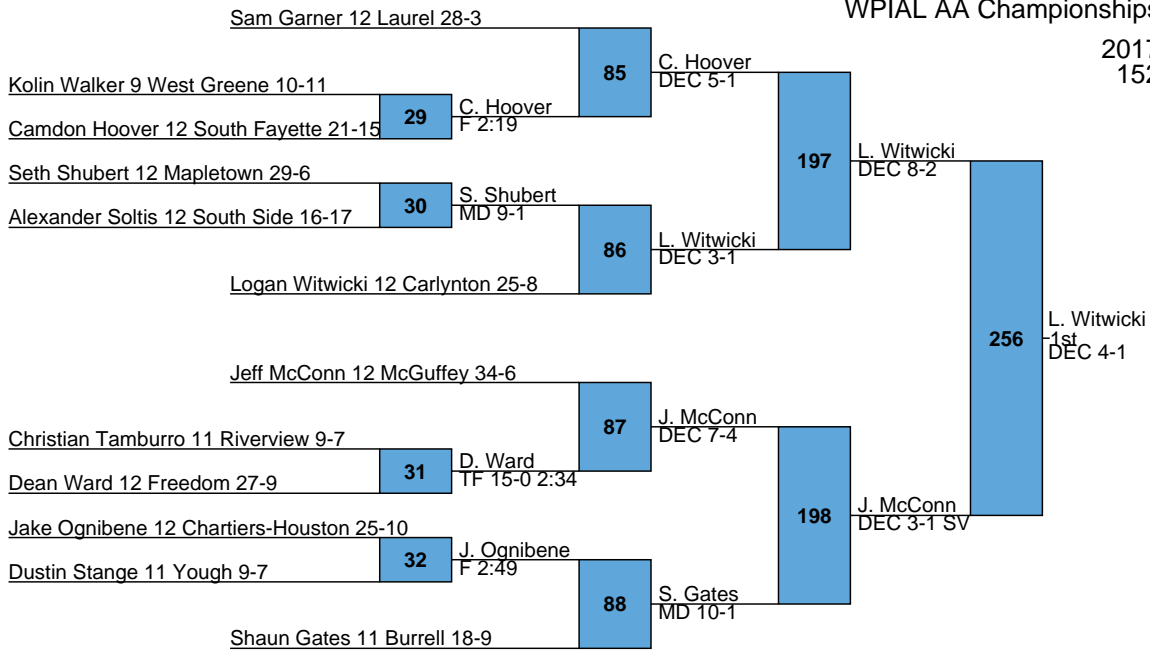 WPIAL AA Championships
2017
152
Sam Garner 12 Laurel 28-3
85
C. Hoover
DEC 5-1
Kolin Walker 9 West Greene 10-11
29
C. Hoover
F 2:19
Camdon Hoover 12 South Fayette 21-15
197
L. Witwicki
DEC 8-2
Seth Shubert 12 Mapletown 29-6
30
S. Shubert
MD 9-1
Alexander Soltis 12 South Side 16-17
86
L. Witwicki
DEC 3-1
Logan Witwicki 12 Carlynton 25-8
256
L. Witwicki
1st
DEC 4-1
Jeff McConn 12 McGuffey 34-6
87
J. McConn
DEC 7-4
Christian Tamburro 11 Riverview 9-7
31
D. Ward
TF 15-0 2:34
Dean Ward 12 Freedom 27-9
198
J. McConn
DEC 3-1 SV
Jake Ognibene 12 Chartiers-Houston 25-10
32
J. Ognibene
F 2:49
Dustin Stange 11 Yough 9-7
88
S. Gates
MD 10-1
Shaun Gates 11 Burrell 18-9